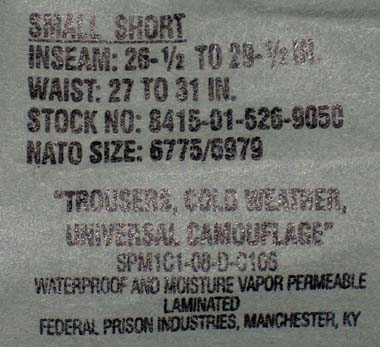 SMALL SHORT
INSEAM: 26-1/2 TO 29-1/2 IN.
WAIST: 27 TO 31 IN.
STOCK NO: 8415-01-526-9050
NATO SIZE: 6775/6979
"TROUSERS, COLD WEATHER,
UNIVERSAL CAMOUFLAGE"
SPM1C1-08-D-C106
WATERPROOF AND MOISTURE VAPOR PERMEABLE
LAMINATED
FEDERAL PRISON INDUSTRIES, MANCHESTER, KY